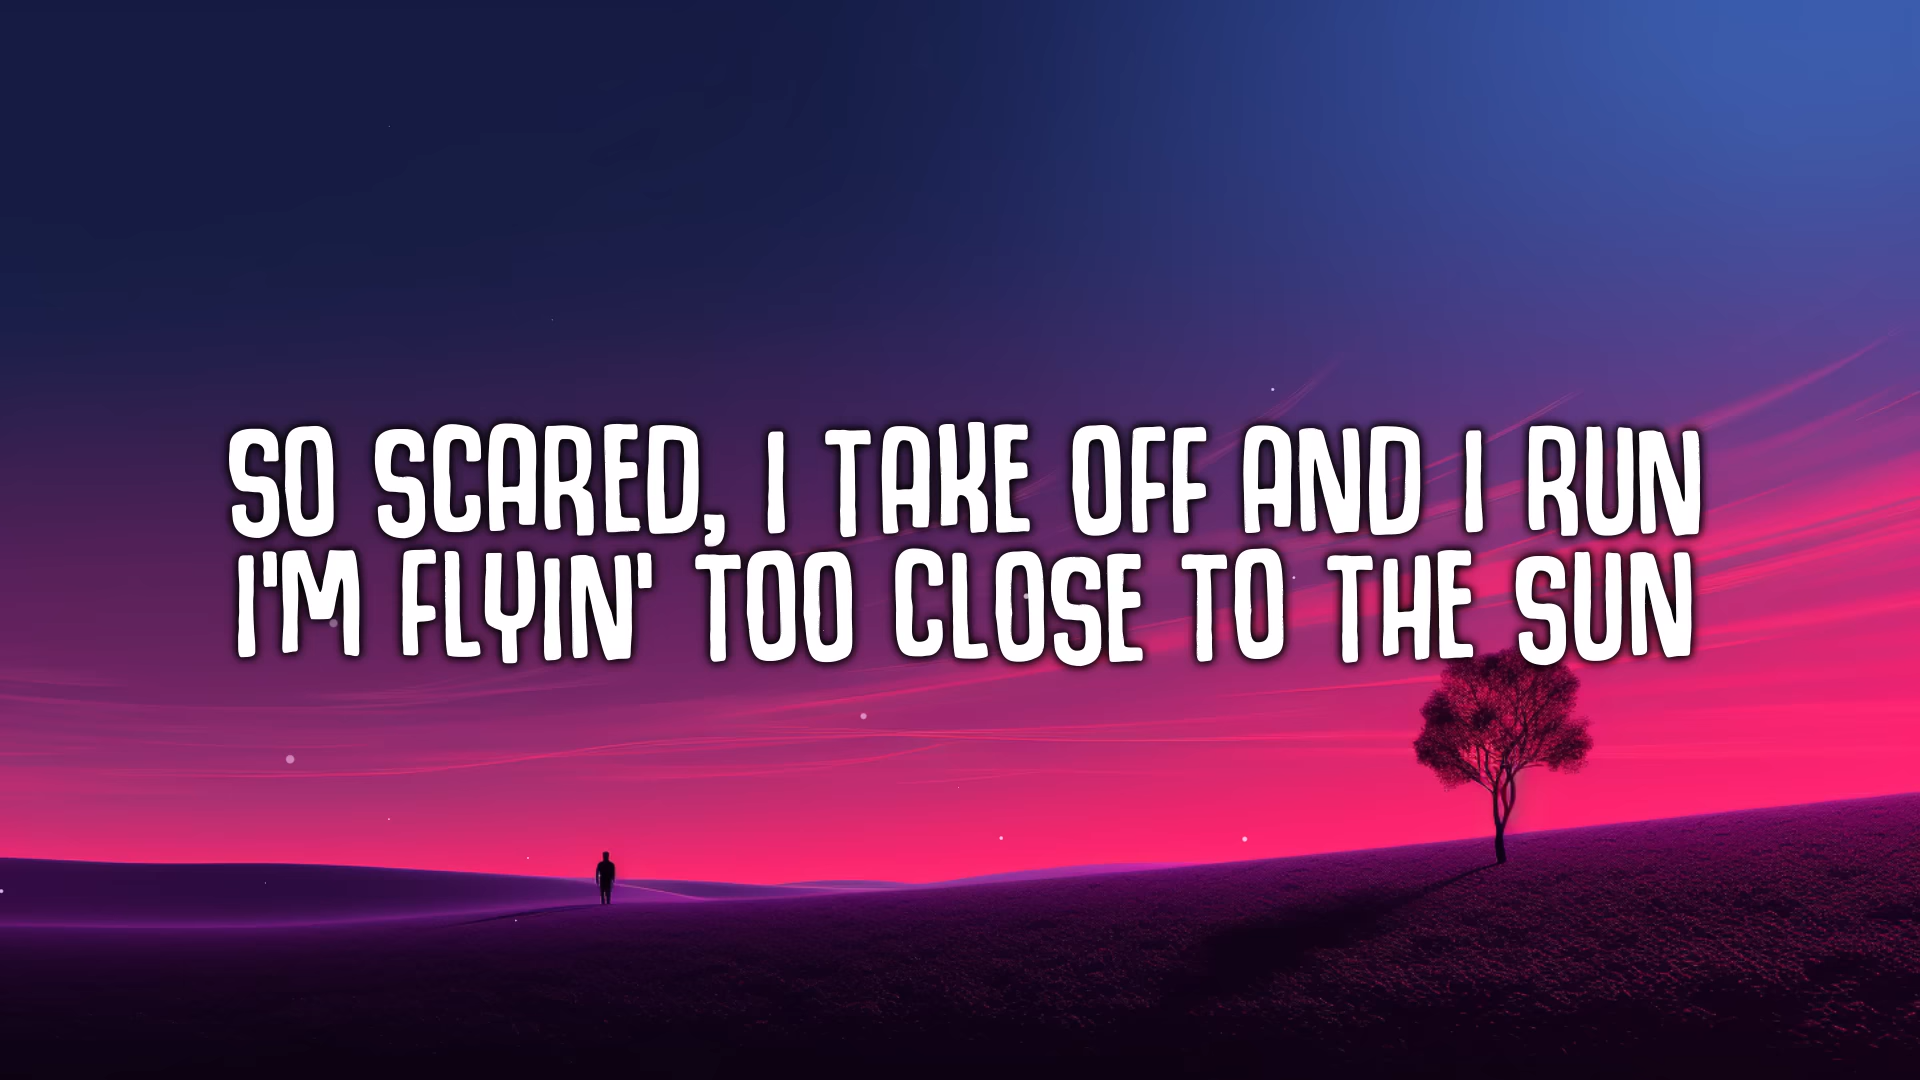 SO SCARED, I TAKE OFF AND I RUN
I'M FLYIN' TOO CLOSE TO THE SUN